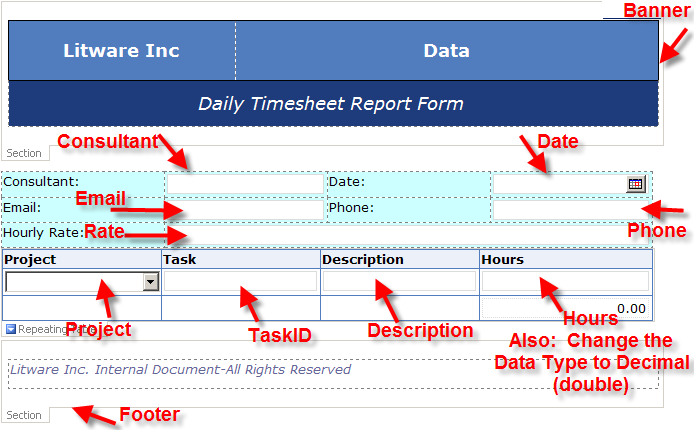 Banner
Litware Inc Data
Daily Timesheet Report Form
Section
Consultant
Date
Consultant: Date:
Email
Email: Phone:
Phone
Hourly Rate: Rate
Project Task Description Hours
0.00
Repeating Table
Project
TaskID
Description
Hours
Also: Change the
Data Type to Decimal
(double)
Litware Inc. Internal Document-All Rights Reserved
Section
Footer